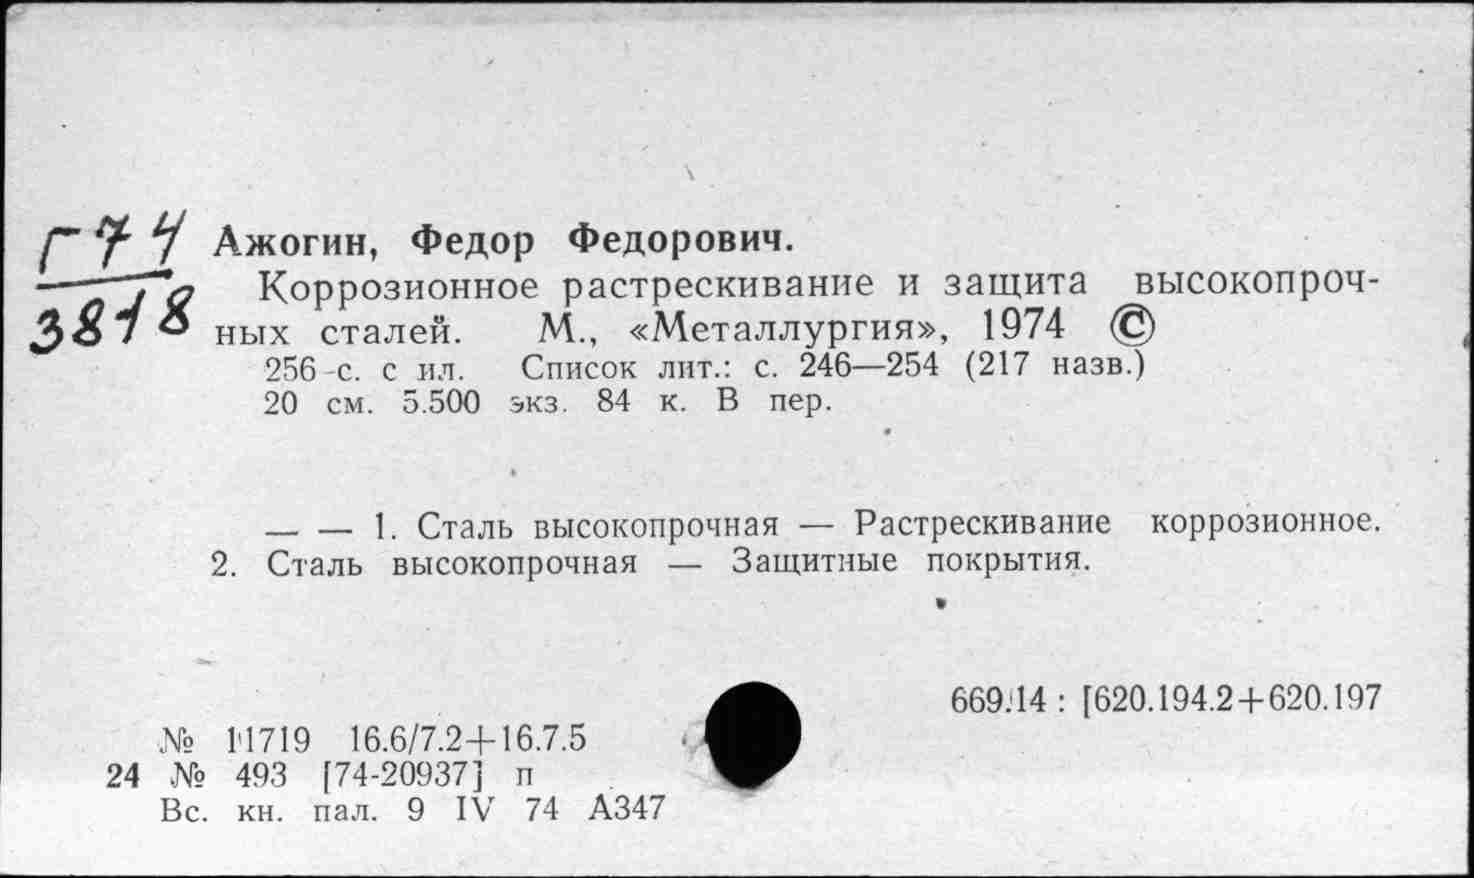 Г74
3818
Ажогин, Федор Федорович.
Коррозионное растрескивание и защита высокопроч-
ных сталей. М., «Металлургия», 1974 ©
256 с. с ил. Список лит.: с. 246—254 (217 назв.)
20 см. 5.500 экз. 84 к. В пер.
— — 1. Сталь высокопрочная — Растрескивание коррозионное.
2. Сталь высокопрочная — Защитные покрытия.
669.14 : [620.194.2+620.197
№ 11719 16.6/7.2+16.7.5
24 № 493 [74-20937] п
Вс. кн. пал. 9 IV 74 А347